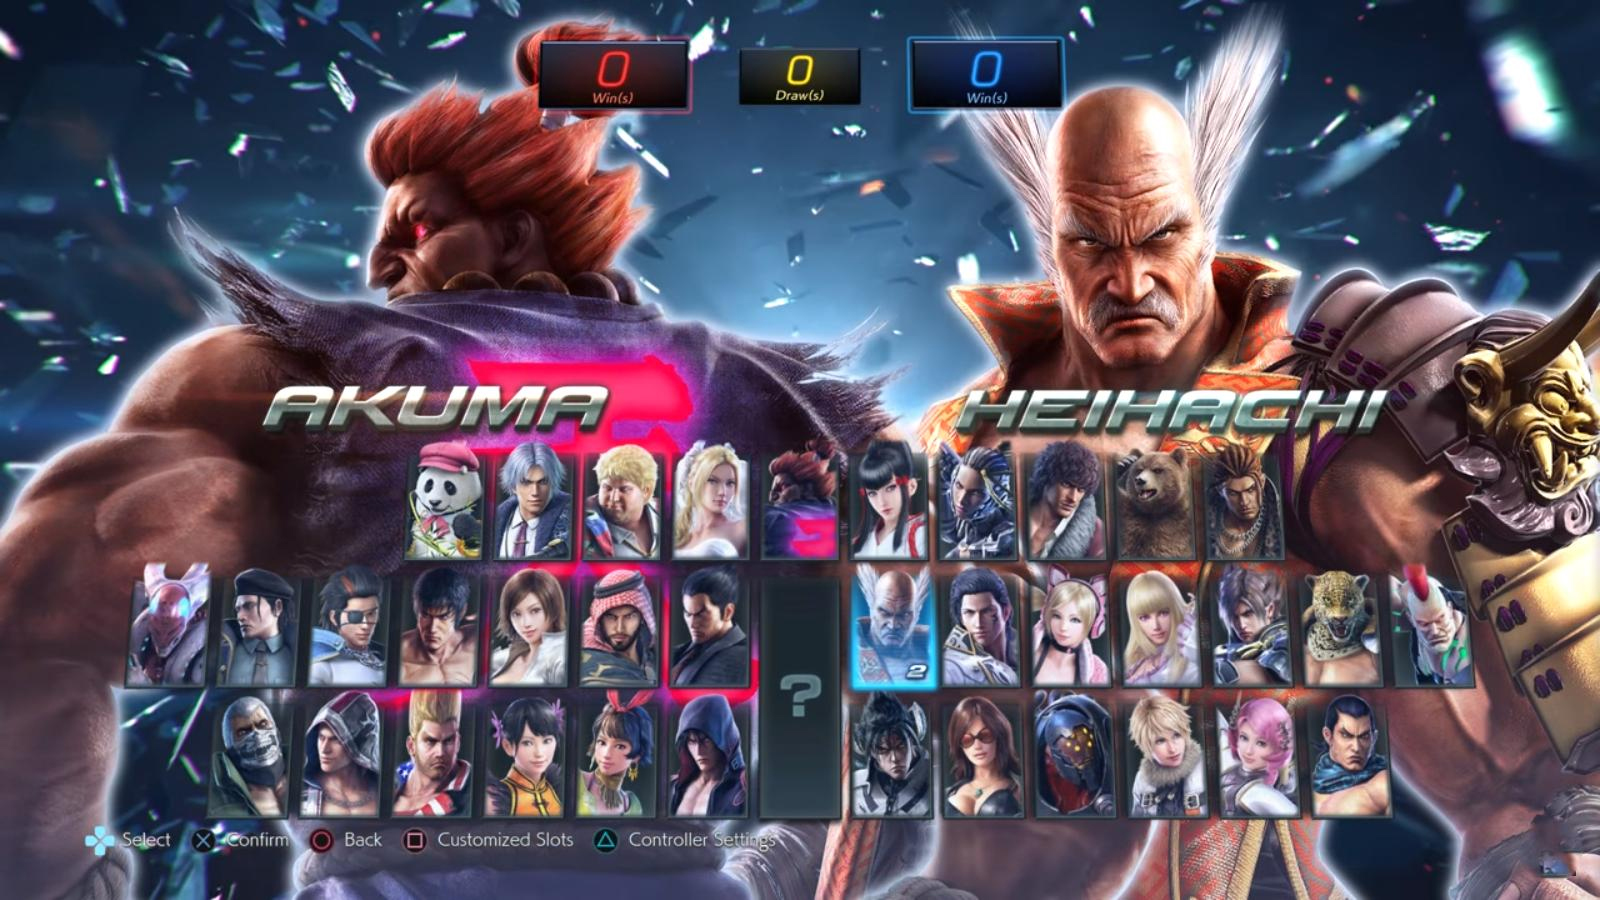 0
Win(s)
0
Draw(s)
0
Win(s)
AKUMA
HEIHACHI
2
?
Select
Confirm
Back
Customized Slots
Controller Settings